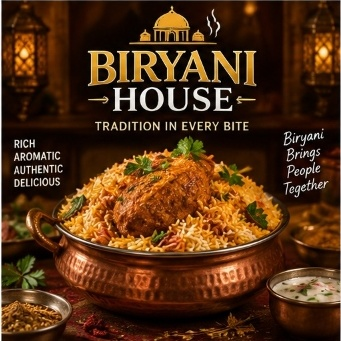 BIRYANI
HOUSE
TRADITION IN EVERY BITE
RICH
AROMATIC
AUTHENTIC
DELICIOUS
Biryani
Brings
People
Together